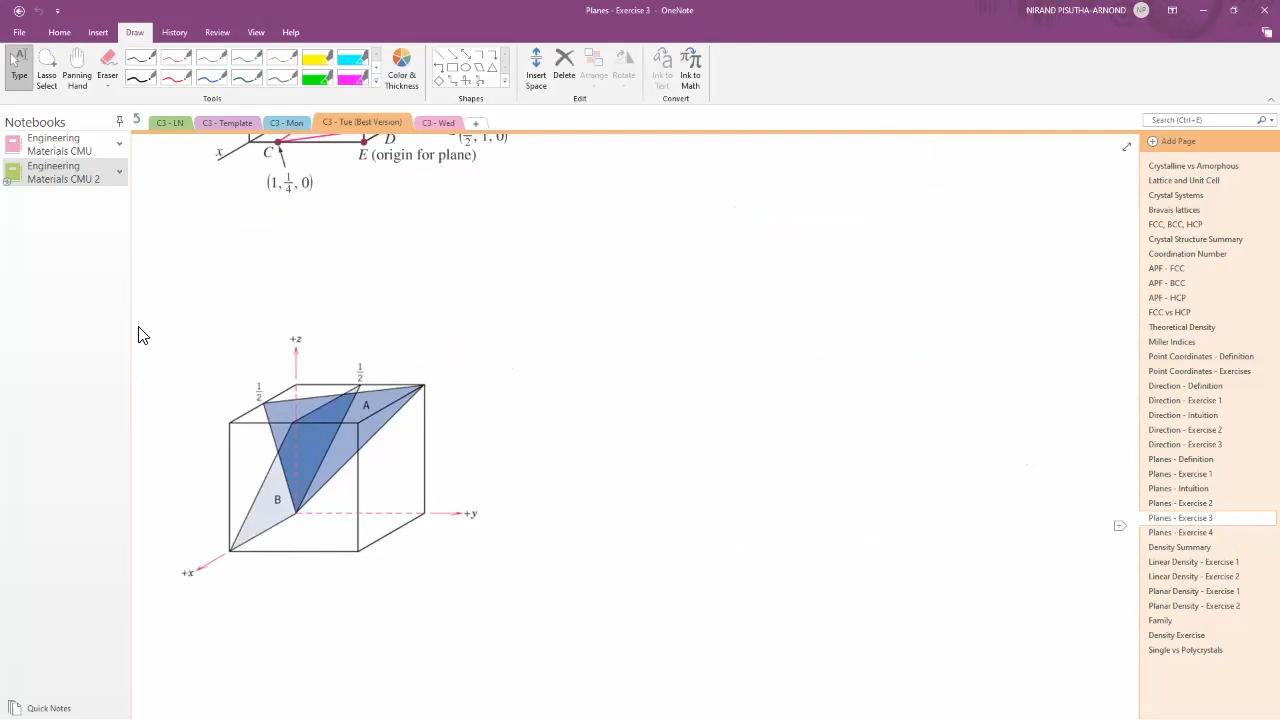 Planes - Exercise 3 - OneNote
NIRAND PISUTHA-ARNOND NP
File Home Insert Draw History Review View Help
Type
Lasso Select
Panning Hand
Eraser
Color & Thickness
Insert Space
Delete
Arrange
Rotate
Ink to Text
Ink to Math
Tools
Shapes
Edit
Convert
Notebooks
C3 - LN
C3 - Template
C3 - Mon
C3 - Tue (Best Version)
C3 - Wed
Search (Ctrl+E)
Engineering Materials CMU
Engineering Materials CMU 2
Add Page
Crystalline vs Amorphous
Lattice and Unit Cell
Crystal Systems
Bravais lattices
FCC, BCC, HCP
Crystal Structure Summary
Coordination Number
APF - FCC
APF - BCC
APF - HCP
FCC vs HCP
Theoretical Density
Miller Indices
Point Coordinates - Definition
Point Coordinates - Exercises
Direction - Definition
Direction - Exercise 1
Direction - Intuition
Direction - Exercise 2
Direction - Exercise 3
Planes - Definition
Planes - Exercise 1
Planes - Intuition
Planes - Exercise 2
Planes - Exercise 3
Planes - Exercise 4
Density Summary
Linear Density - Exercise 1
Linear Density - Exercise 2
Planar Density - Exercise 1
Planar Density - Exercise 2
Family
Density Exercise
Single vs Polycrystals
x C D (1/2, 1, 0)
E (origin for plane)
(1, 1/4, 0)
+z
1/2
1/2
A
B
+y
+x
Quick Notes